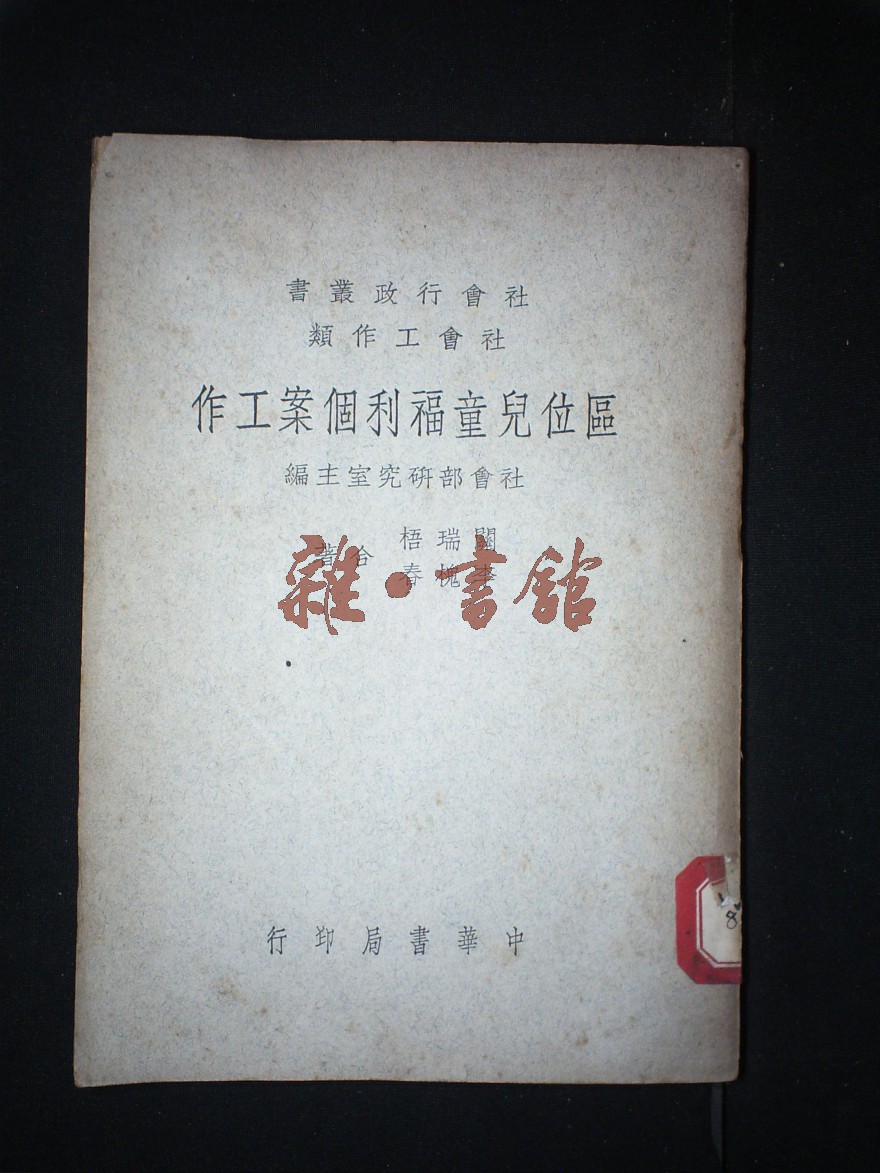 社會行政叢書
社會工作類
區位兒童福利個案工作
社會部研究室主編
關瑞梧
李槐春
合著
雜·書館
中華書局印行
8